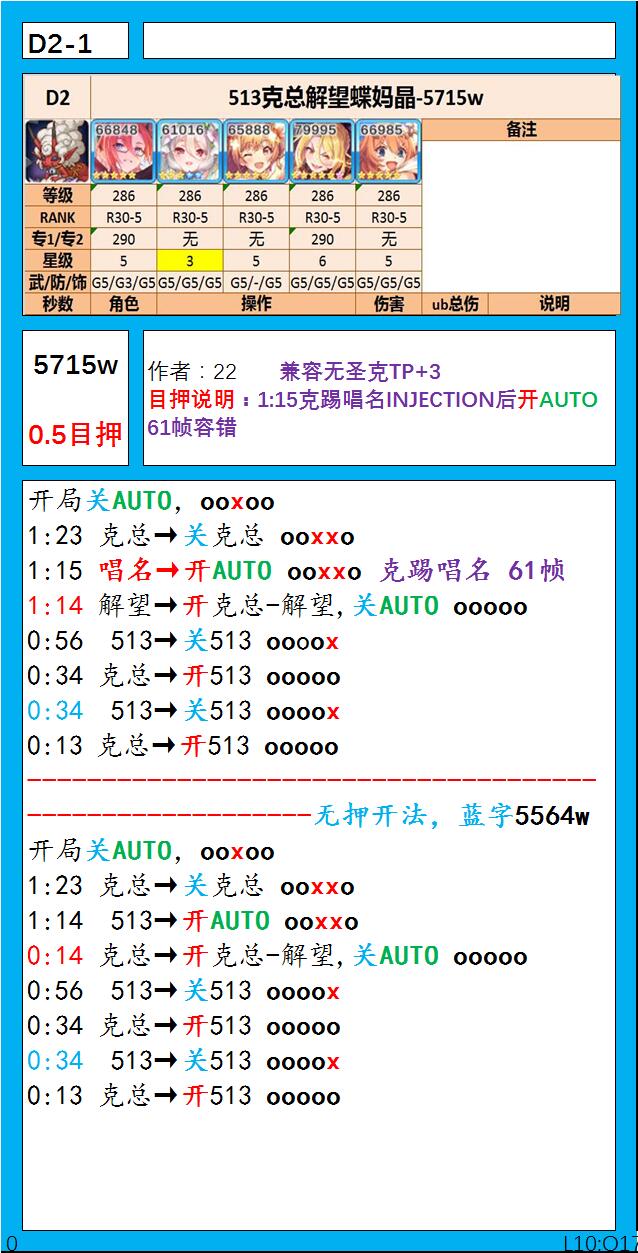 D2-1
D2 513克总解望蝶妈晶-5715w
66848 61016 65888 79995 66985 备注
等级 286 286 286 286 286
RANK R30-5 R30-5 R30-5 R30-5 R30-5
专1/专2 290 无 无 290 无
星级 5 3 5 6 5
武/防/饰 G5/G3/G5 G5/G5/G5 G5/-/G5 G5/G5/G5 G5/G5/G5
秒数 角色 操作 伤害 ub总伤 说明
5715w
0.5目押
作者：22 兼容无圣克TP+3
目押说明：1:15克踢唱名INJECTION后开AUTO
61帧容错
开局关AUTO, ooxoo
1:23 克总→关克总 ooxxo
1:15 唱名→开AUTO ooxxo 克踢唱名 61帧
1:14 解望→开克总-解望,关AUTO ooooo
0:56 513→关513 oooox
0:34 克总→开513 ooooo
0:34 513→关513 oooox
0:13 克总→开513 ooooo
----------------------------------------
--------------------无押开法, 蓝字5564w
开局关AUTO, ooxoo
1:23 克总→关克总 ooxxo
1:14 513→开AUTO ooxxo
0:14 克总→开克总-解望,关AUTO ooooo
0:56 513→关513 oooox
0:34 克总→开513 ooooo
0:34 513→关513 oooox
0:13 克总→开513 ooooo
0 L10:O17